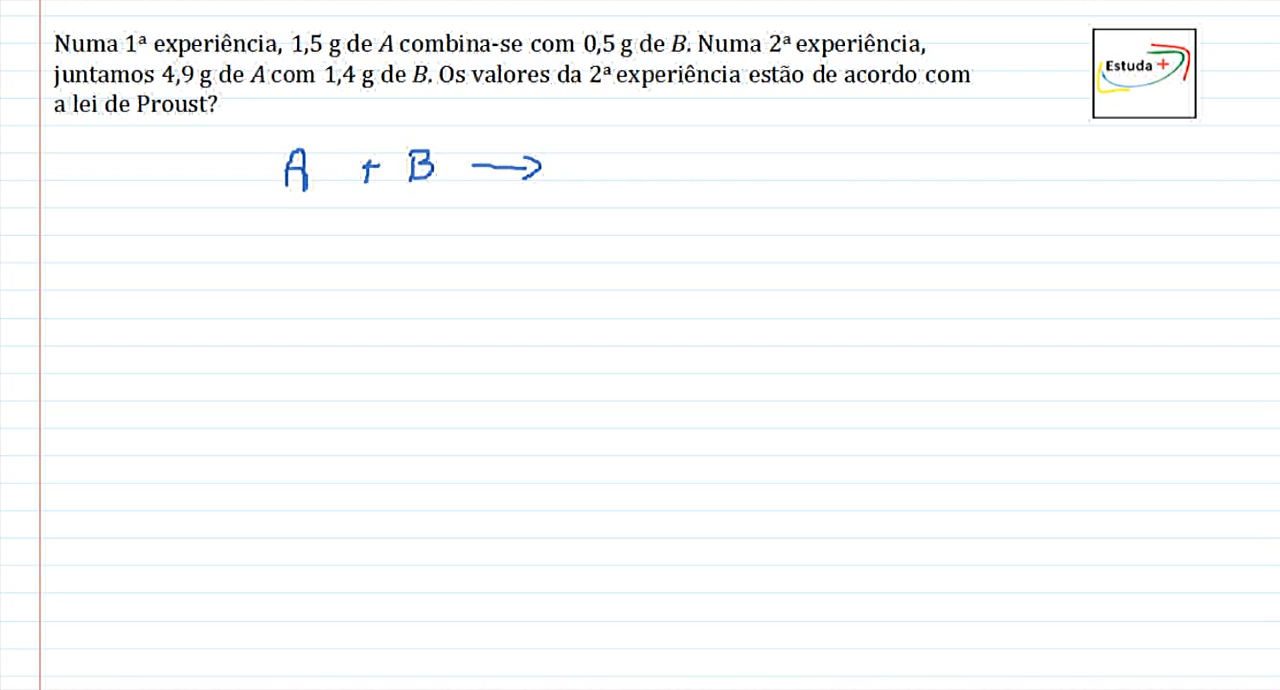 Numa 1ª experiência, 1,5 g de A combina-se com 0,5 g de B. Numa 2ª experiência,
juntamos 4,9 g de A com 1,4 g de B. Os valores da 2ª experiência estão de acordo com
a lei de Proust?
Estuda +
A + B →